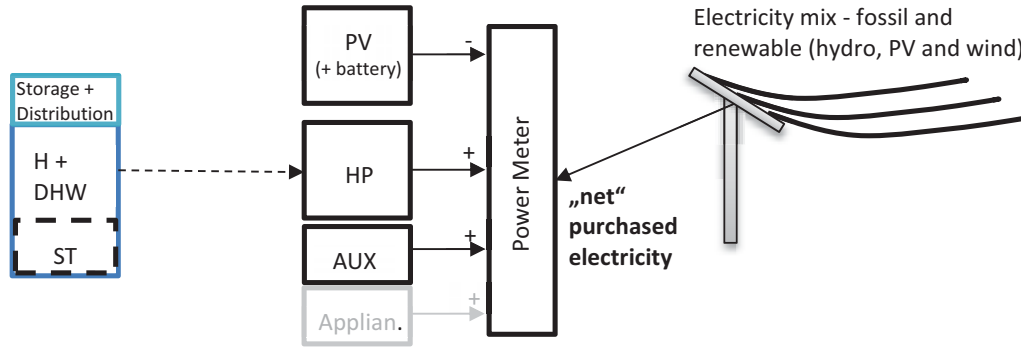 Electricity mix - fossil and
renewable (hydro, PV and wind)
PV
(+ battery)
-
Storage +
Distribution
H +
DHW
ST
HP
+
AUX
+
Applian.
+
Power Meter
„net“
purchased
electricity